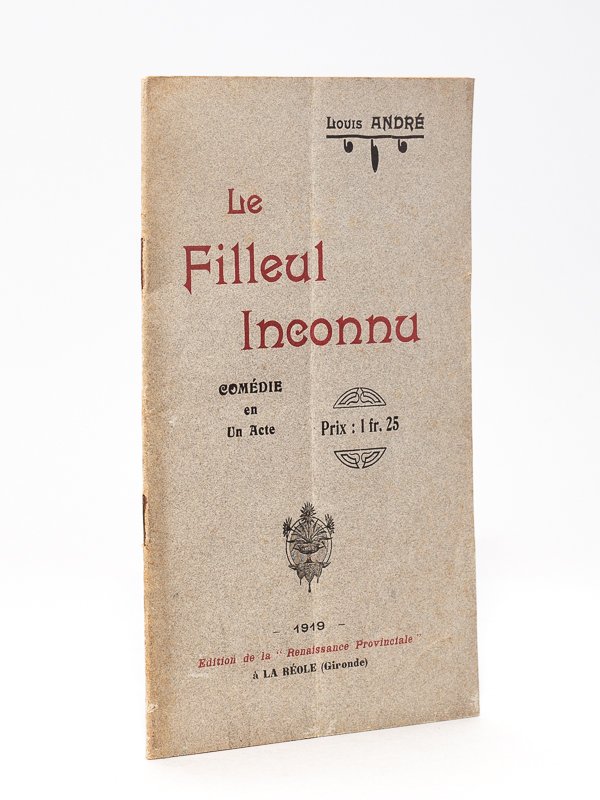 Louis ANDRÉ
Le
Filleul
Inconnu
COMÉDIE
en
Un Acte
Prix : 1 fr. 25
- 1919 -
Edition de la " Renaissance Provinciale "
à LA RÉOLE (Gironde)